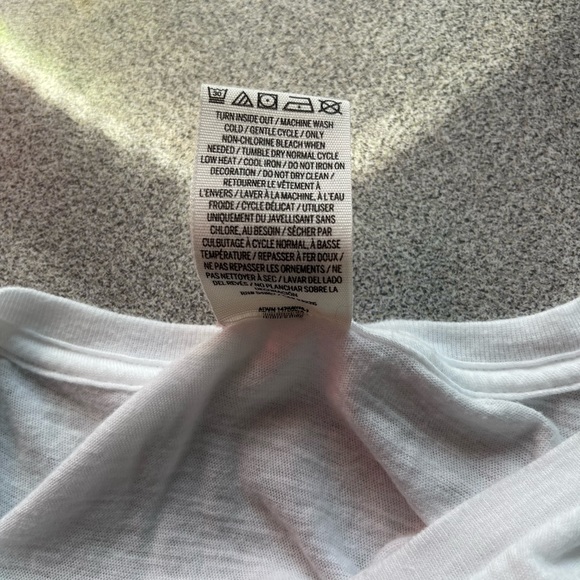 30
TURN INSIDE OUT / MACHINE WASH
COLD / GENTLE CYCLE / ONLY
NON-CHLORINE BLEACH WHEN
NEEDED / TUMBLE DRY NORMAL CYCLE
LOW HEAT / COOL IRON / DO NOT IRON ON
DECORATION / DO NOT DRY CLEAN /
RETOURNER LE VÊTEMENT À
L'ENVERS / LAVER À LA MACHINE, À L'EAU
FROIDE / CYCLE DÉLICAT / UTILISER
UNIQUEMENT DU JAVELLISANT SANS
CHLORE, AU BESOIN / SÉCHER PAR
CULBUTAGE À CYCLE NORMAL, À BASSE
TEMPÉRATURE / REPASSER À FER DOUX /
NE PAS REPASSER LES ORNEMENTS / NE
PAS NETTOYER À SEC / LAVAR DEL LADO
DEL REVÉS / NO PLANCHAR SOBRE LA